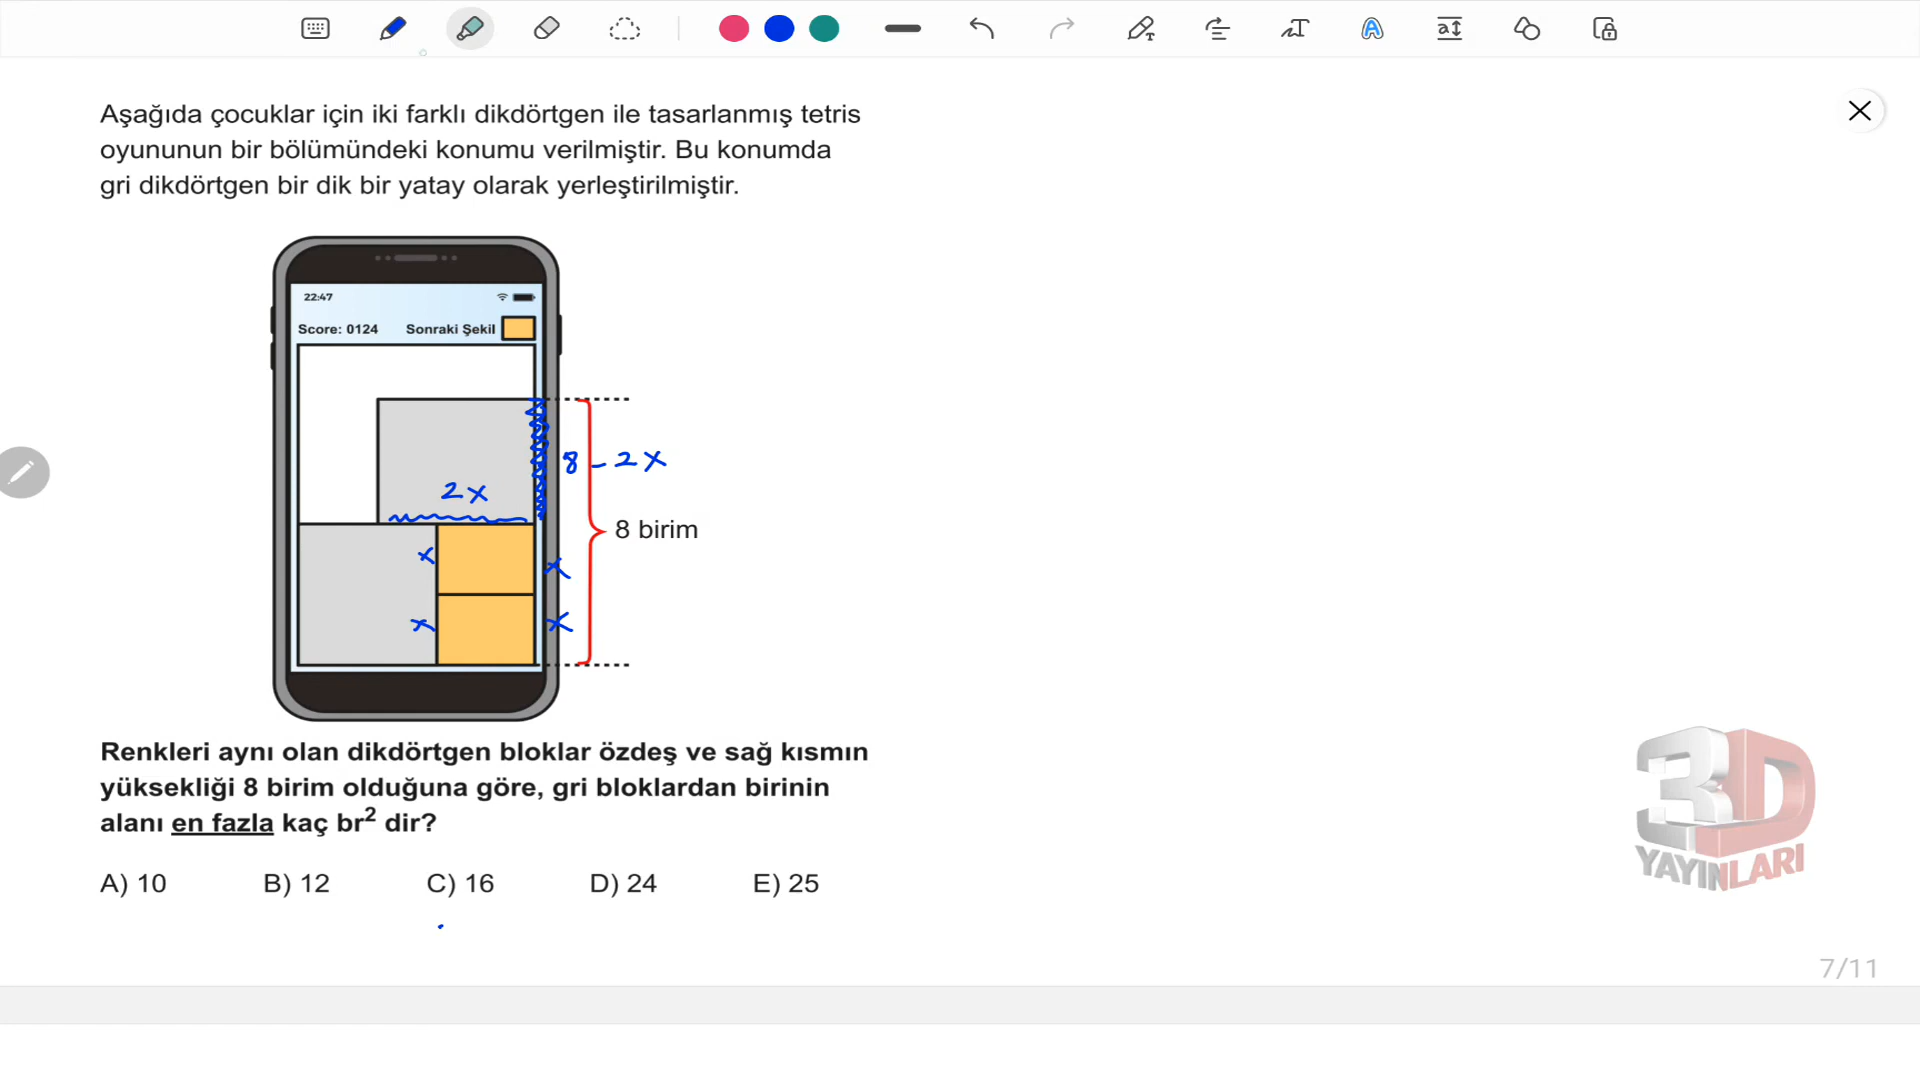 Aşağıda çocuklar için iki farklı dikdörtgen ile tasarlanmış tetris
oyununun bir bölümündeki konumu verilmiştir. Bu konumda
gri dikdörtgen bir dik bir yatay olarak yerleştirilmiştir.
22:47
Score: 0124 Sonraki Şekil
8 - 2x
2x
8 birim
x x
x x
Renkleri aynı olan dikdörtgen bloklar özdeş ve sağ kısmın
yüksekliği 8 birim olduğuna göre, gri bloklardan birinin
alanı en fazla kaç br² dir?
A) 10 B) 12 C) 16 D) 24 E) 25
3D
YAYINLARI
7/11